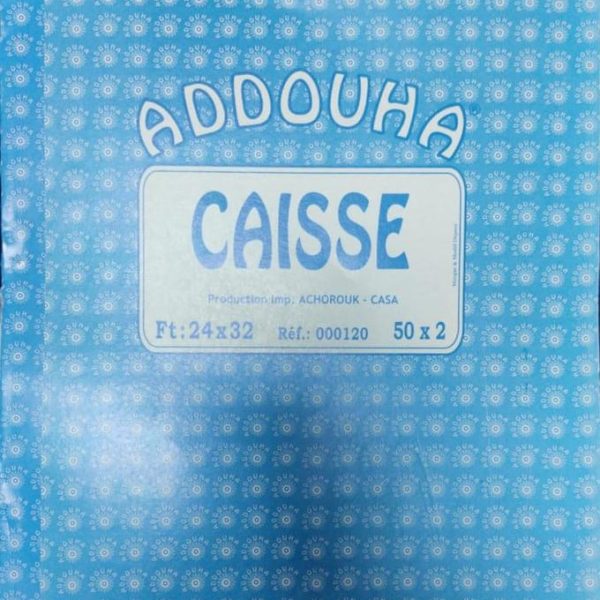 ADDOUHA
CAISSE
Production Imp. ACHOROUK - CASA
Ft: 24 x 32 Réf.: 000120 50 x 2